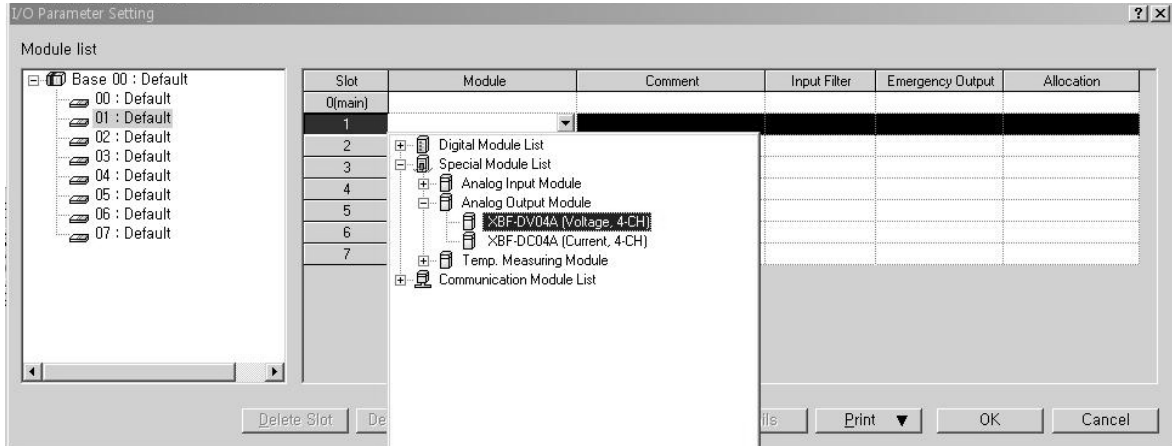 I/O Parameter Setting
Module list
Base 00 : Default
00 : Default
01 : Default
02 : Default
03 : Default
04 : Default
05 : Default
06 : Default
07 : Default
Slot Module Comment Input Filter Emergency Output Allocation
0(main)
1
2
3
4
5
6
7
Digital Module List
Special Module List
Analog Input Module
Analog Output Module
XBF-DV04A (Voltage, 4-CH)
XBF-DC04A (Current, 4-CH)
Temp. Measuring Module
Communication Module List
Delete Slot Print OK Cancel